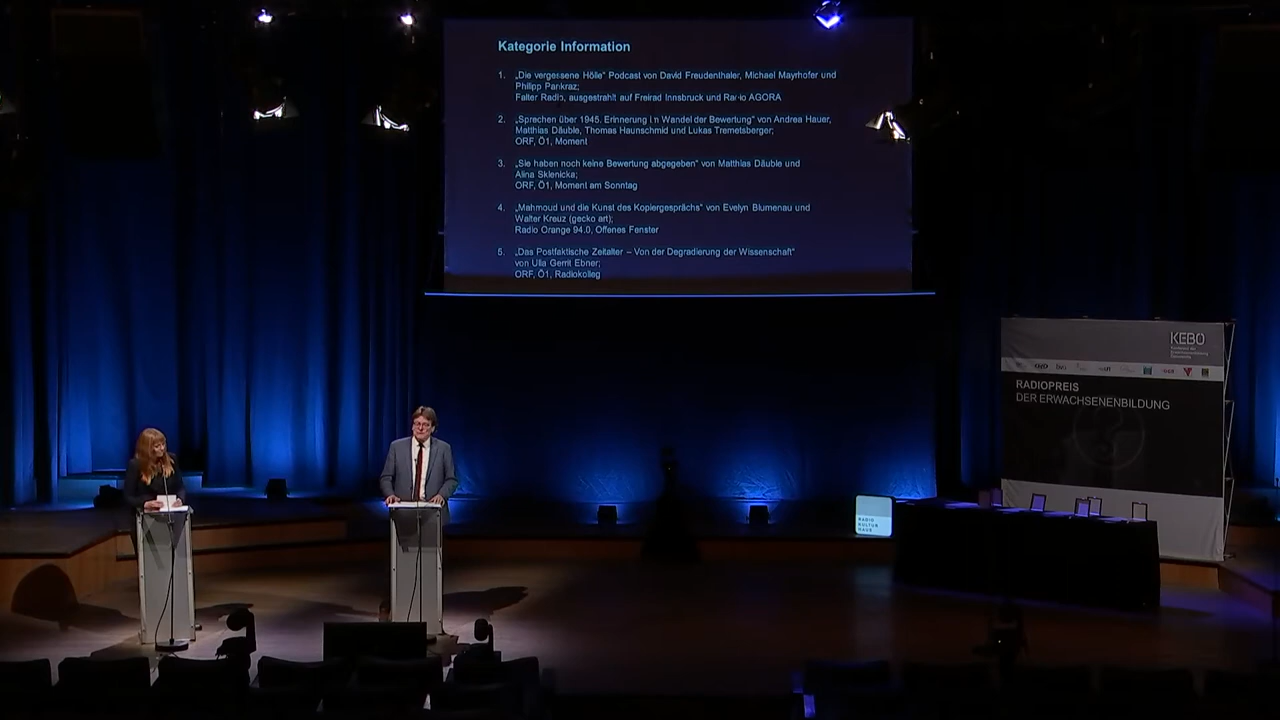 Kategorie Information
1. „Die vergessene Hölle“ Podcast von David Freudenthaler, Michael Mayrhofer und
Philipp Pankraz;
Falter Radio, ausgestrahlt auf Freirad Innsbruck und Radio AGORA
2. „Sprechen über 1945. Erinnerung in Wandel der Bewertung“ von Andrea Hauer,
Matthias Däuble, Thomas Haunschmid und Lukas Tremetsberger;
ORF, Ö1, Moment
3. „Sie haben noch keine Bewertung abgegeben“ von Matthias Däuble und
Alina Sklenicka;
ORF, Ö1, Moment am Sonntag
4. „Mahmoud und die Kunst des Kopiergesprächs“ von Evelyn Blumenau und
Walter Kreuz (gecko art);
Radio Orange 94.0, Offenes Fenster
5. „Das Postfaktische Zeitalter – Von der Degradierung der Wissenschaft“
von Ulla Gerrit Ebner;
ORF, Ö1, Radiokolleg
KEBÖ
RADIOPREIS
DER ERWACHSENENBILDUNG
RADIO
KULTUR
HAUS